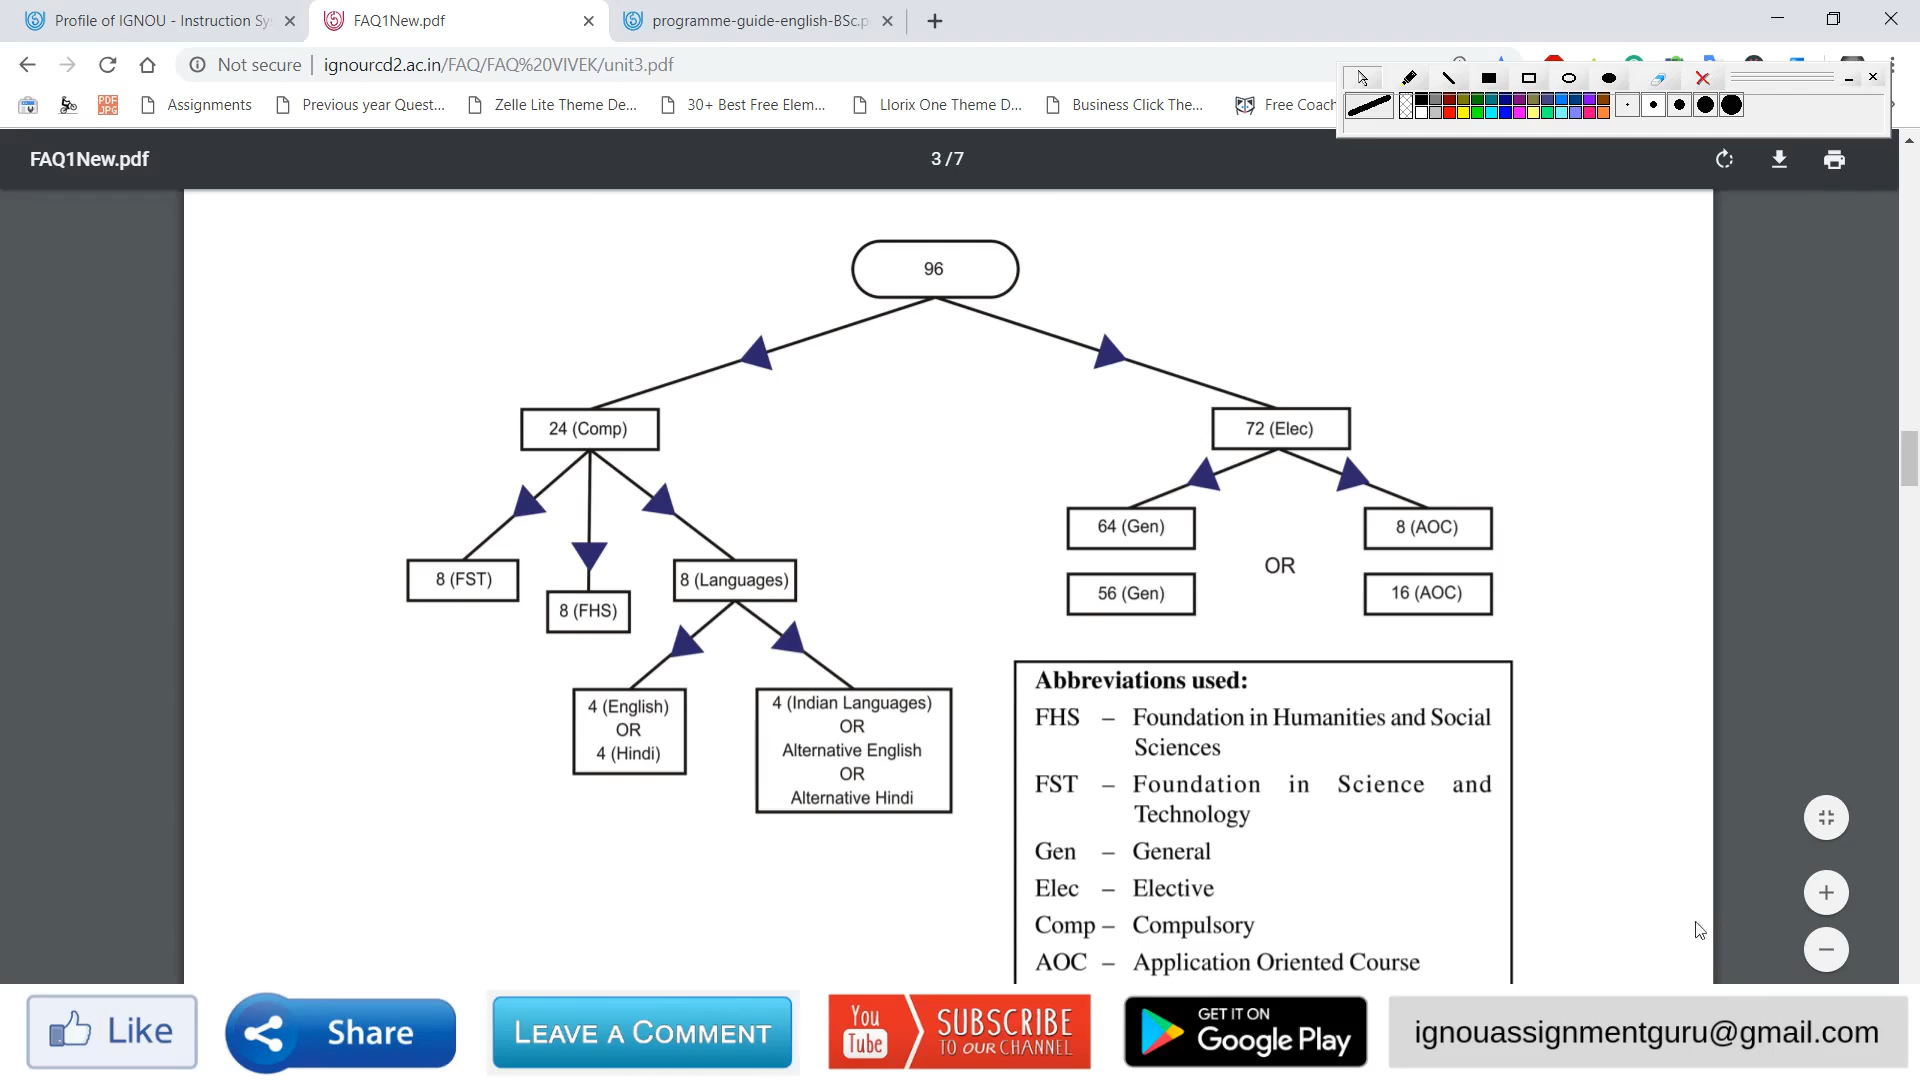 Profile of IGNOU - Instruction Sy
FAQ1New.pdf
programme-guide-english-BSc.p
Not secure
ignourcd2.ac.in/FAQ/FAQ%20VIVEK/unit3.pdf
PDF
JPG
Assignments
Previous year Quest...
Zelle Lite Theme De...
30+ Best Free Elem...
Llorix One Theme D...
Business Click The...
Free Coach
FAQ1New.pdf
3 / 7
96
24 (Comp)
72 (Elec)
64 (Gen)
8 (AOC)
OR
56 (Gen)
16 (AOC)
8 (FST)
8 (FHS)
8 (Languages)
4 (English)
OR
4 (Hindi)
4 (Indian Languages)
OR
Alternative English
OR
Alternative Hindi
Abbreviations used:
FHS – Foundation in Humanities and Social
Sciences
FST – Foundation in Science and
Technology
Gen – General
Elec – Elective
Comp – Compulsory
AOC – Application Oriented Course
Like
Share
LEAVE A COMMENT
You
Tube
SUBSCRIBE
TO OUR CHANNEL
GET IT ON
Google Play
ignouassignmentguru@gmail.com